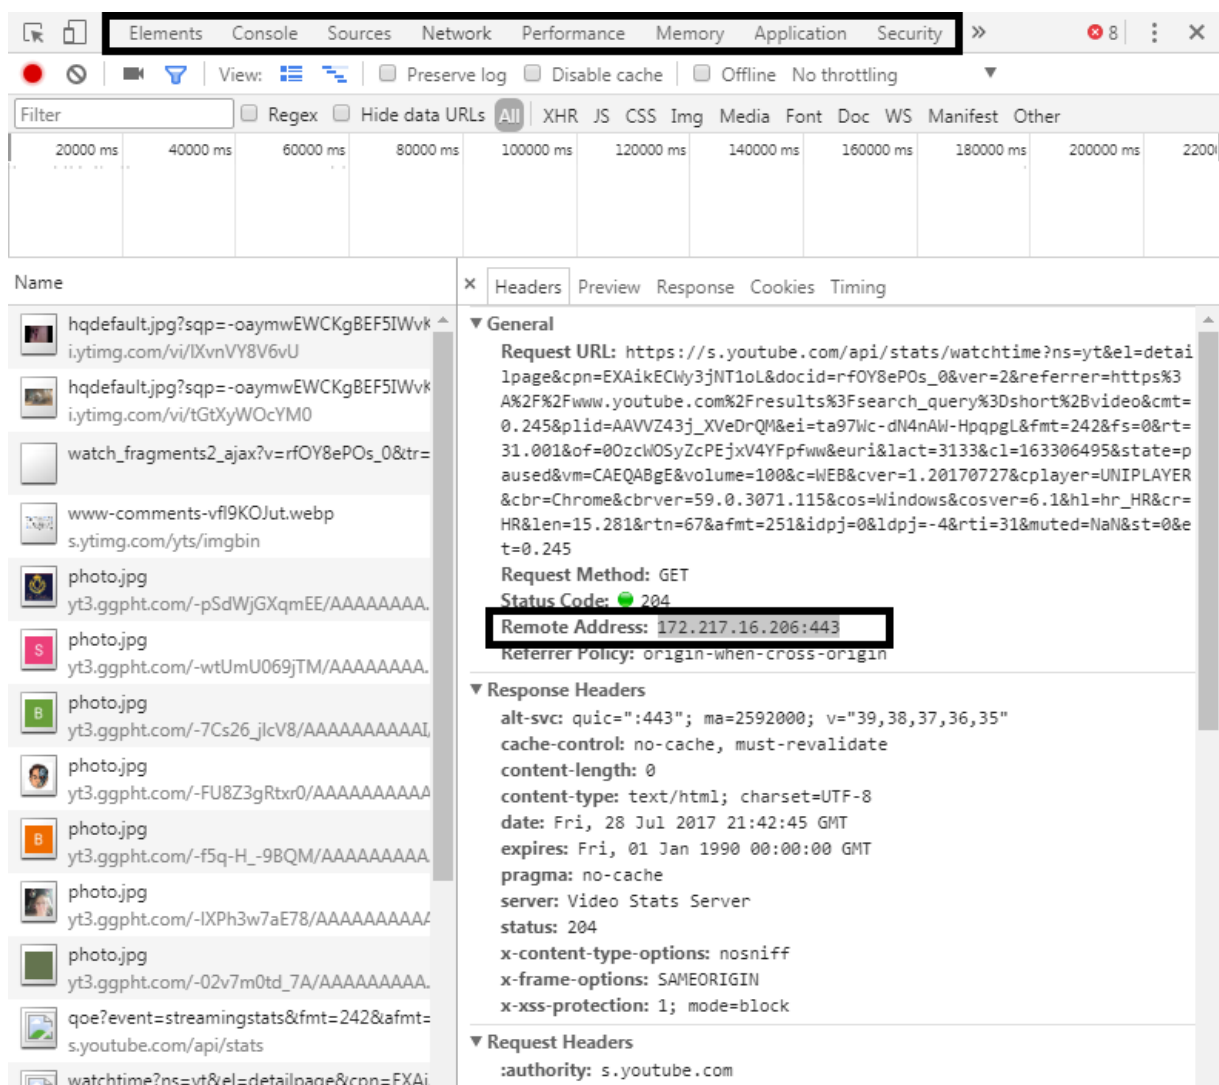 Elements Console Sources Network Performance Memory Application Security » 8
View: Preserve log Disable cache Offline No throttling
Filter Regex Hide data URLs All XHR JS CSS Img Media Font Doc WS Manifest Other
20000 ms 40000 ms 60000 ms 80000 ms 100000 ms 120000 ms 140000 ms 160000 ms 180000 ms 200000 ms 2200
Name
hqdefault.jpg?sqp=-oaymwEWCKgBEF5IWvK
i.ytimg.com/vi/IXvnVY8V6vU
hqdefault.jpg?sqp=-oaymwEWCKgBEF5IWvK
i.ytimg.com/vi/tGtXyWOcYM0
watch_fragments2_ajax?v=rfOY8ePOs_0&tr=
www-comments-vfl9KOJut.webp
s.ytimg.com/yts/imgbin
photo.jpg
yt3.ggpht.com/-pSdWjGXqmEE/AAAAAAAA.
S
photo.jpg
yt3.ggpht.com/-wtUmU069jTM/AAAAAAAA.
B
photo.jpg
yt3.ggpht.com/-7Cs26_jIcV8/AAAAAAAAAAI,
photo.jpg
yt3.ggpht.com/-FU8Z3gRtxr0/AAAAAAAAAA
B
photo.jpg
yt3.ggpht.com/-f5q-H_-9BQM/AAAAAAAAA
photo.jpg
yt3.ggpht.com/-IXPh3w7aE78/AAAAAAAAAA
photo.jpg
yt3.ggpht.com/-02v7m0td_7A/AAAAAAAAA.
qoe?event=streamingstats&fmt=242&afmt=
s.youtube.com/api/stats
watchtime?ns=yt&el=detailpage&cpn=EXAi
× Headers Preview Response Cookies Timing
General
Request URL: https://s.youtube.com/api/stats/watchtime?ns=yt&el=detai
lpage&cpn=EXAikECWy3jNT1oL&docid=rfOY8ePOs_0&ver=2&referrer=https%3
A%2F%2Fwww.youtube.com%2Fresults%3Fsearch_query%3Dshort%2Bvideo&cmt=
0.245&plid=AAVVZ43j_XVeDrQM&ei=ta97Wc-dN4nAW-HpqpgL&fmt=242&fs=0&rt=
31.001&of=0OzcWOSyZcPEjxV4YFpfww&euri&lact=3133&cl=163306495&state=p
aused&vm=CAEQABgE&volume=100&c=WEB&cver=1.20170727&cplayer=UNIPLAYER
&cbr=Chrome&cbrver=59.0.3071.115&cos=Windows&cosver=6.1&hl=hr_HR&cr=
HR&len=15.281&rtn=67&afmt=251&idpj=0&ldpj=-4&rti=31&muted=NaN&st=0&e
t=0.245
Request Method: GET
Status Code: 204
Remote Address: 172.217.16.206:443
Referrer Policy: origin-when-cross-origin
Response Headers
alt-svc: quic=":443"; ma=2592000; v="39,38,37,36,35"
cache-control: no-cache, must-revalidate
content-length: 0
content-type: text/html; charset=UTF-8
date: Fri, 28 Jul 2017 21:42:45 GMT
expires: Fri, 01 Jan 1990 00:00:00 GMT
pragma: no-cache
server: Video Stats Server
status: 204
x-content-type-options: nosniff
x-frame-options: SAMEORIGIN
x-xss-protection: 1; mode=block
Request Headers
:authority: s.youtube.com